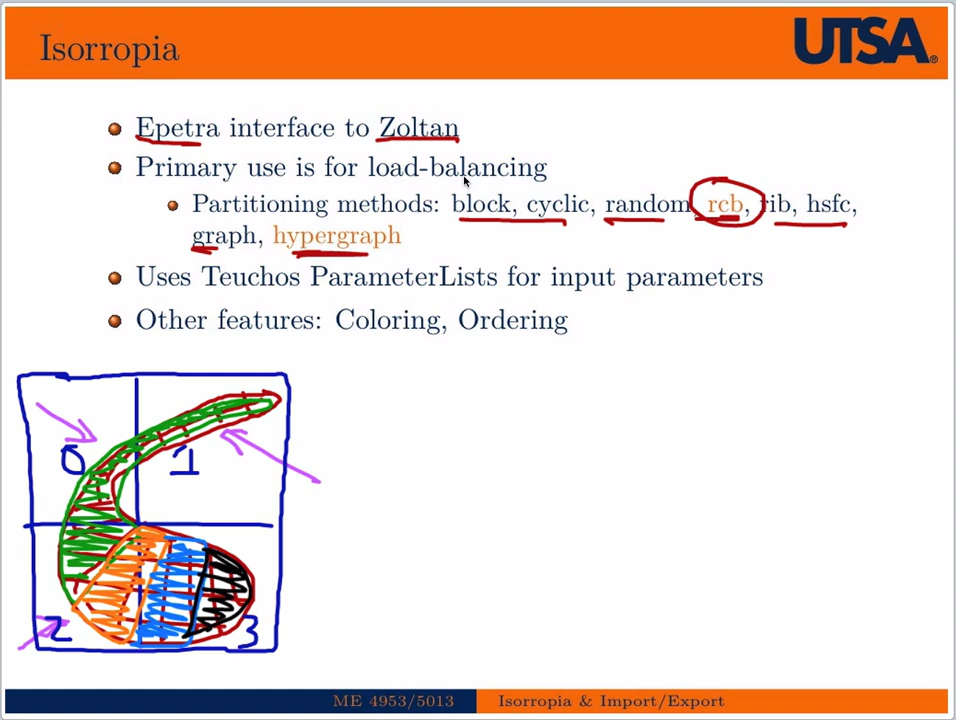 Isorropia
UTSA®
Epetra interface to Zoltan
Primary use is for load-balancing
Partitioning methods: block, cyclic, random, rcb, rib, hsfc,
graph, hypergraph
Uses Teuchos ParameterLists for input parameters
Other features: Coloring, Ordering
0 1
2 3
ME 4953/5013 Isorropia & Import/Export